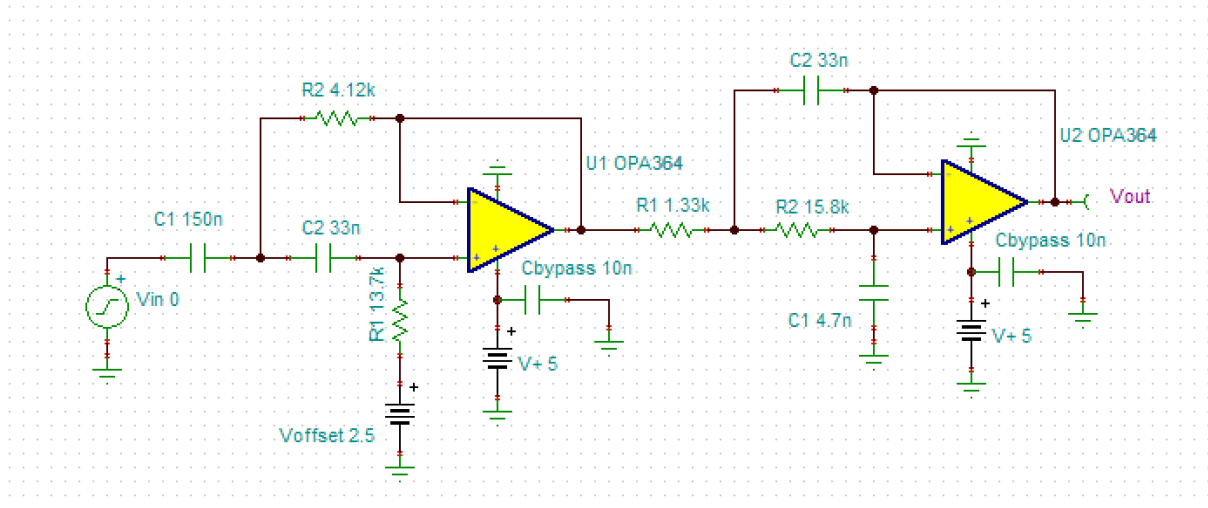 C2 33n
R2 4.12k
U2 OPA364
U1 OPA364
R1 1.33k
R2 15.8k
Vout
C1 150n
C2 33n
Cbypass 10n
Cbypass 10n
Vin 0
R1 13.7k
C1 4.7n
V+ 5
V+ 5
Voffset 2.5